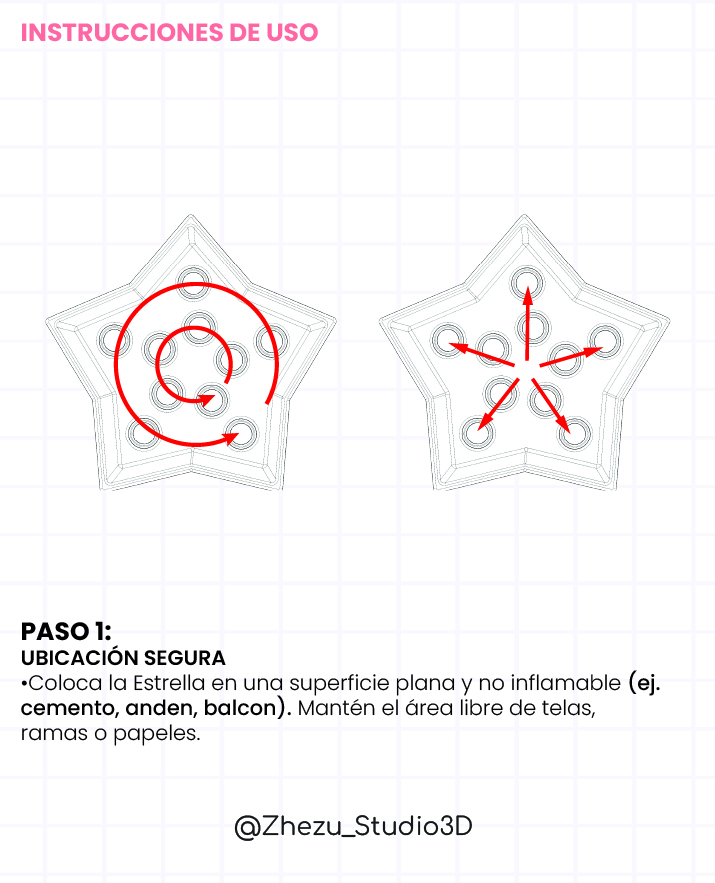 INSTRUCCIONES DE USO
PASO 1:
UBICACIÓN SEGURA
•Coloca la Estrella en una superficie plana y no inflamable (ej.
cemento, anden, balcon). Mantén el área libre de telas,
ramas o papeles.
@Zhezu_Studio3D